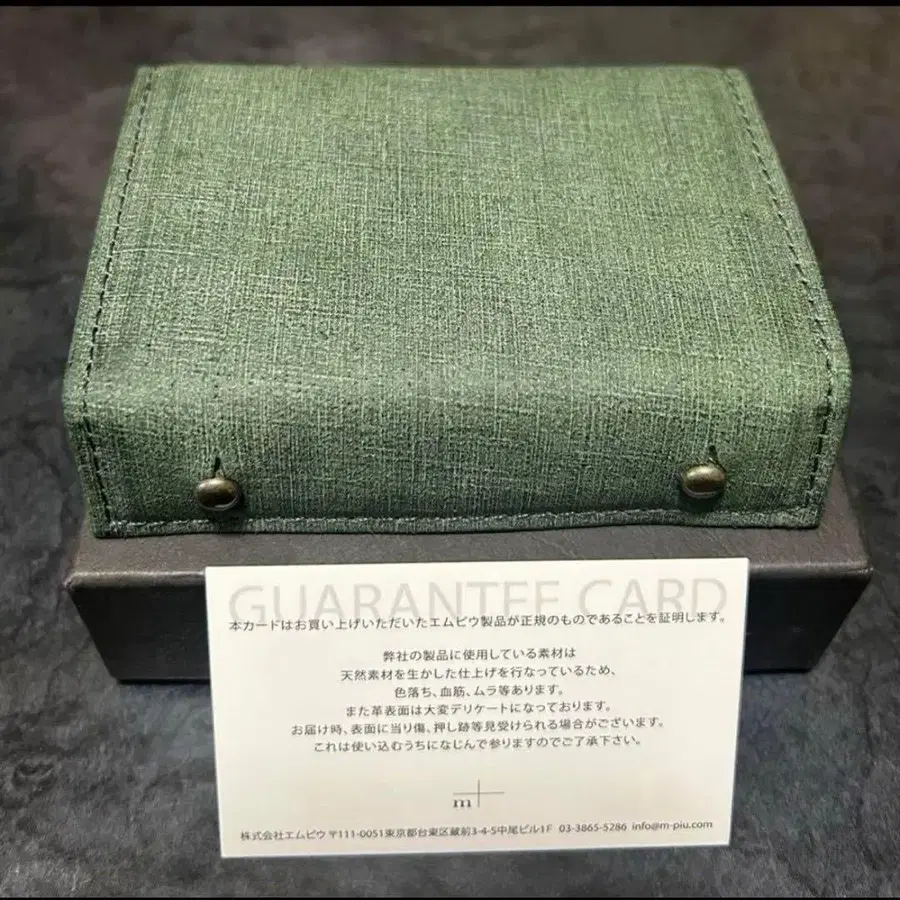 GUARANTEE CARD
本カードはお買い上げいただいたエムピウ製品が正規のものであることを証明します。
弊社の製品に使用している素材は
天然素材を生かした仕上げを行なっているため、
色落ち、血筋、ムラ等あります。
また革表面は大変デリケートになっております。
お届け時、表面に当り傷、押し跡等見受けられる場合がございます。
これは使い込むうちになじんで参りますのでご了承下さい。
m+
株式会社エムピウ 〒111-0051東京都台東区蔵前3-4-5中尾ビル1F 03-3865-5286 info@m-piu.com